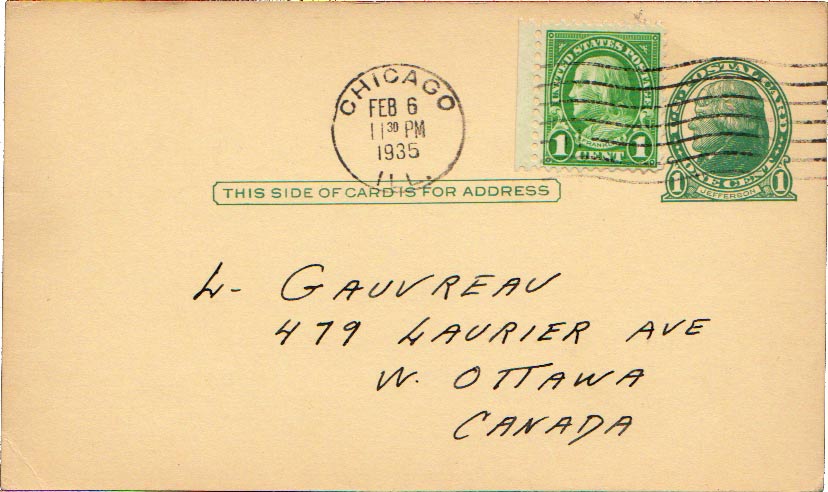 CHICAGO
FEB 6
11 30 PM
1935
ILL.
UNITED STATES POSTAGE
FRANKLIN
1 CENT 1
POSTAL CARD
ONE CENT
1 JEFFERSON 1
THIS SIDE OF CARD IS FOR ADDRESS
L- GAUVREAU
479 LAURIER AVE
W. OTTAWA
CANADA